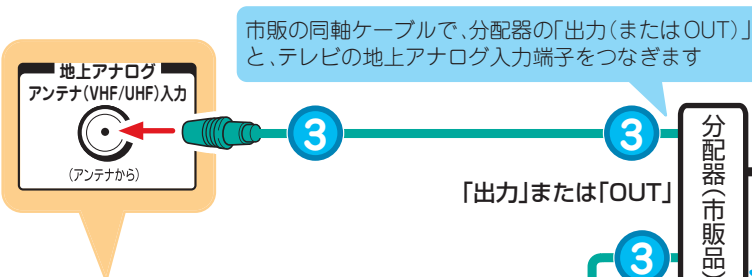 市販の同軸ケーブルで、分配器の「出力(またはOUT)」
と、テレビの地上アナログ入力端子をつなぎます
地上アナログ
アンテナ(VHF/UHF)入力
(アンテナから)
3
3
「出力」または「OUT」
3
分配器(市販品)